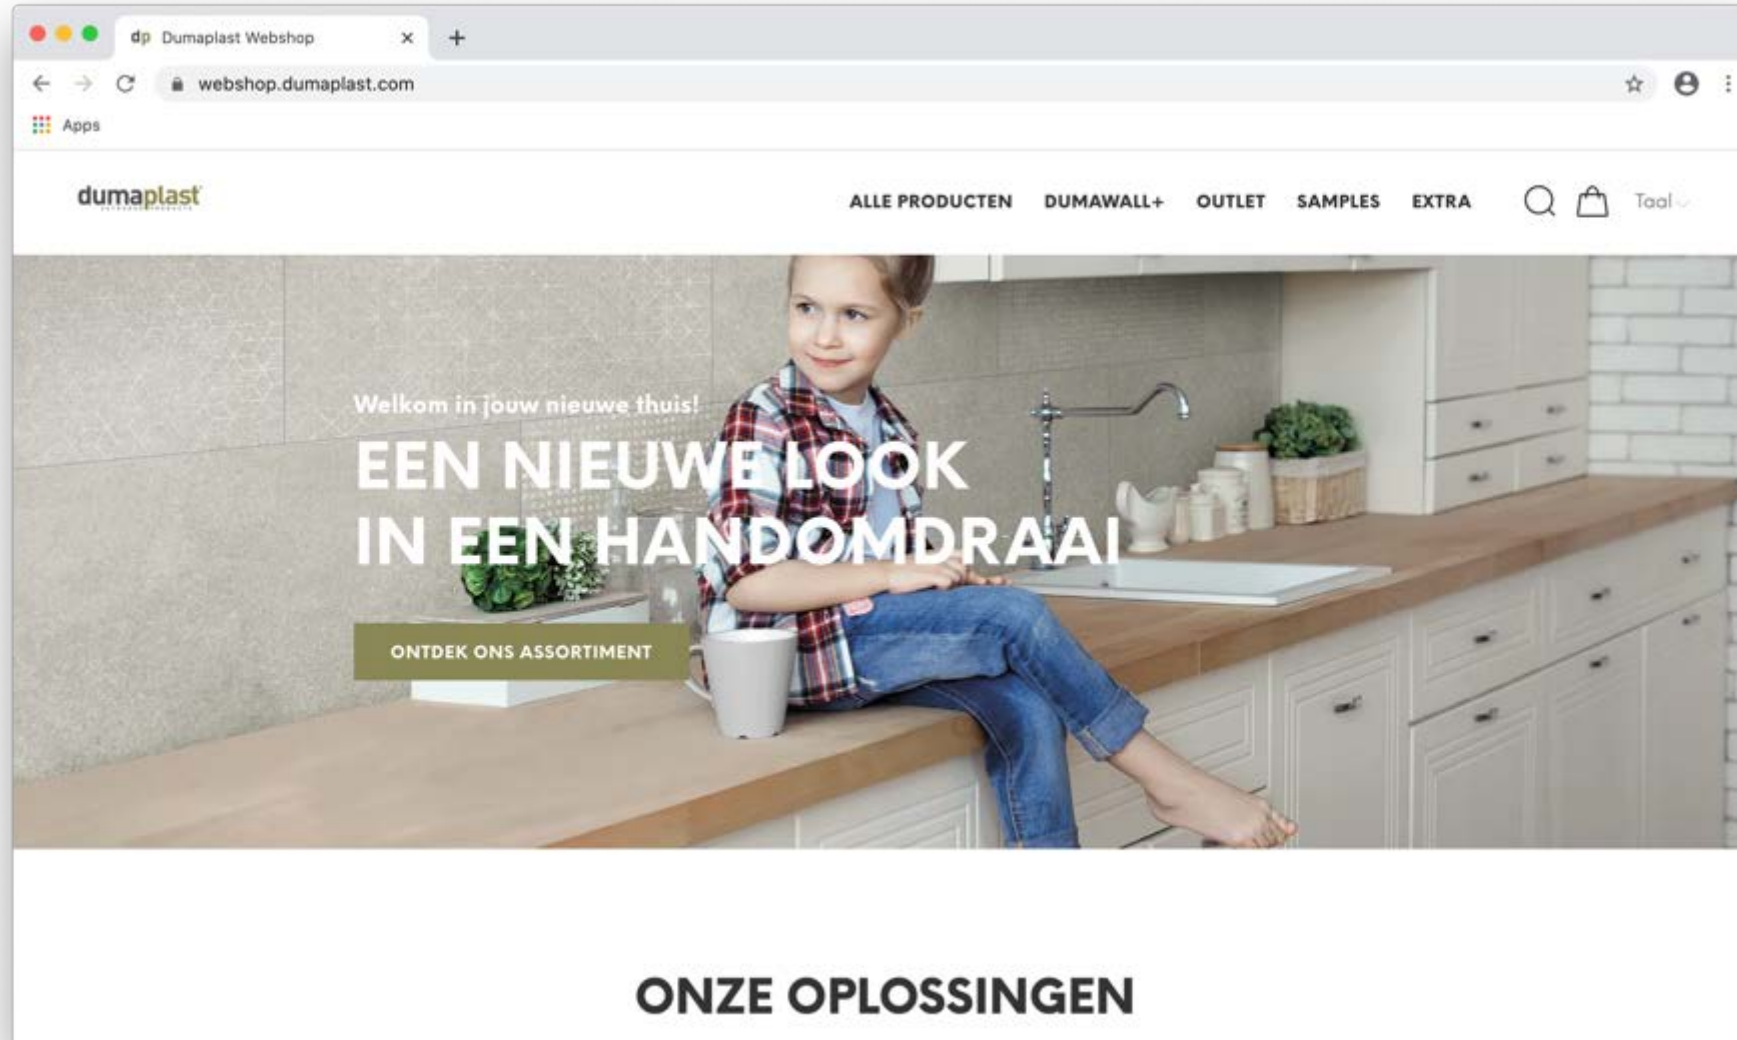 dp Dumaplast Webshop
webshop.dumaplast.com
Apps
dumaplast
ALLE PRODUCTEN DUMAWALL+ OUTLET SAMPLES EXTRA Taal
Welkom in jouw nieuwe thuis!
EEN NIEUWE LOOK
IN EEN HANDOMDRAAI
ONTDEK ONS ASSORTIMENT
ONZE OPLOSSINGEN